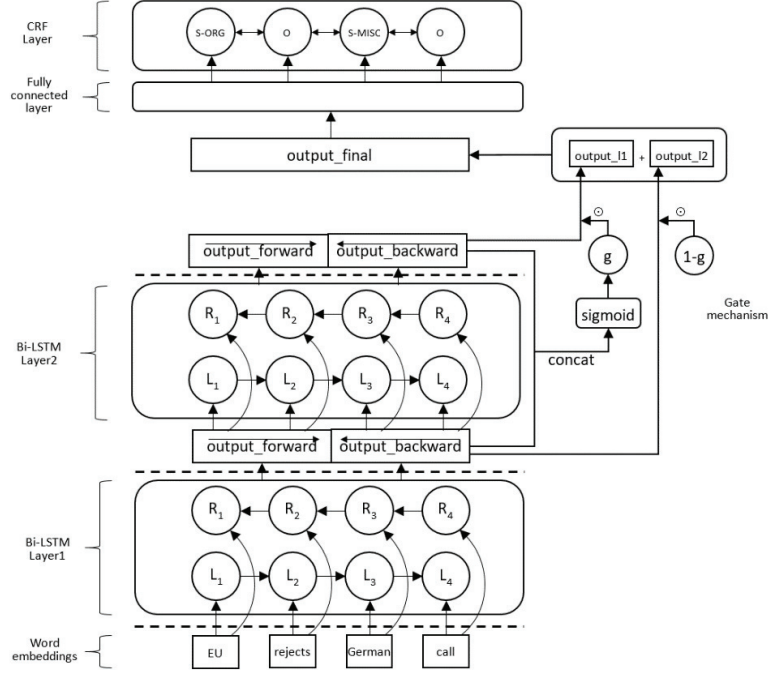 CRF
Layer
S-ORG
O
S-MISC
O
Fully
connected
layer
output_final
output_l1 + output_l2
⊙
⊙
output_forward
output_backward
g
1-g
Bi-LSTM
Layer2
R1
R2
R3
R4
sigmoid
Gate
mechanism
concat
L1
L2
L3
L4
output_forward
output_backward
Bi-LSTM
Layer1
R1
R2
R3
R4
L1
L2
L3
L4
Word
embeddings
EU
rejects
German
call